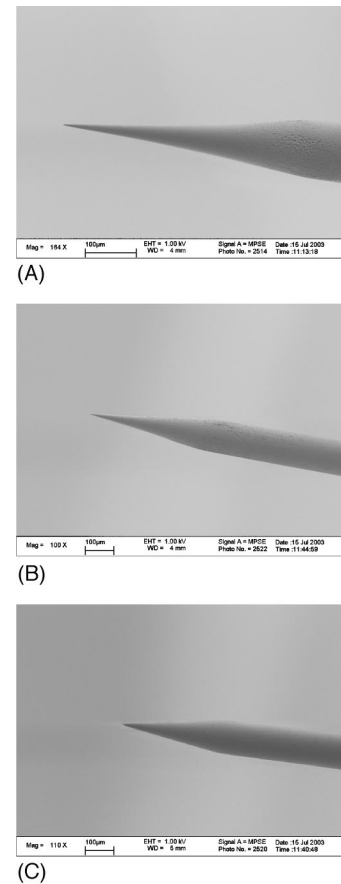 Mag = 164 X 100µm EHT = 1.00 kV Signal A = MPSE Date :15 Jul 2003
WD = 4 mm Photo No. = 2514 Time :11:13:18
(A)
Mag = 100 X 100µm EHT = 1.00 kV Signal A = MPSE Date :15 Jul 2003
WD = 4 mm Photo No. = 2522 Time :11:44:59
(B)
Mag = 110 X 100µm EHT = 1.00 kV Signal A = MPSE Date :15 Jul 2003
WD = 5 mm Photo No. = 2520 Time :11:40:48
(C)